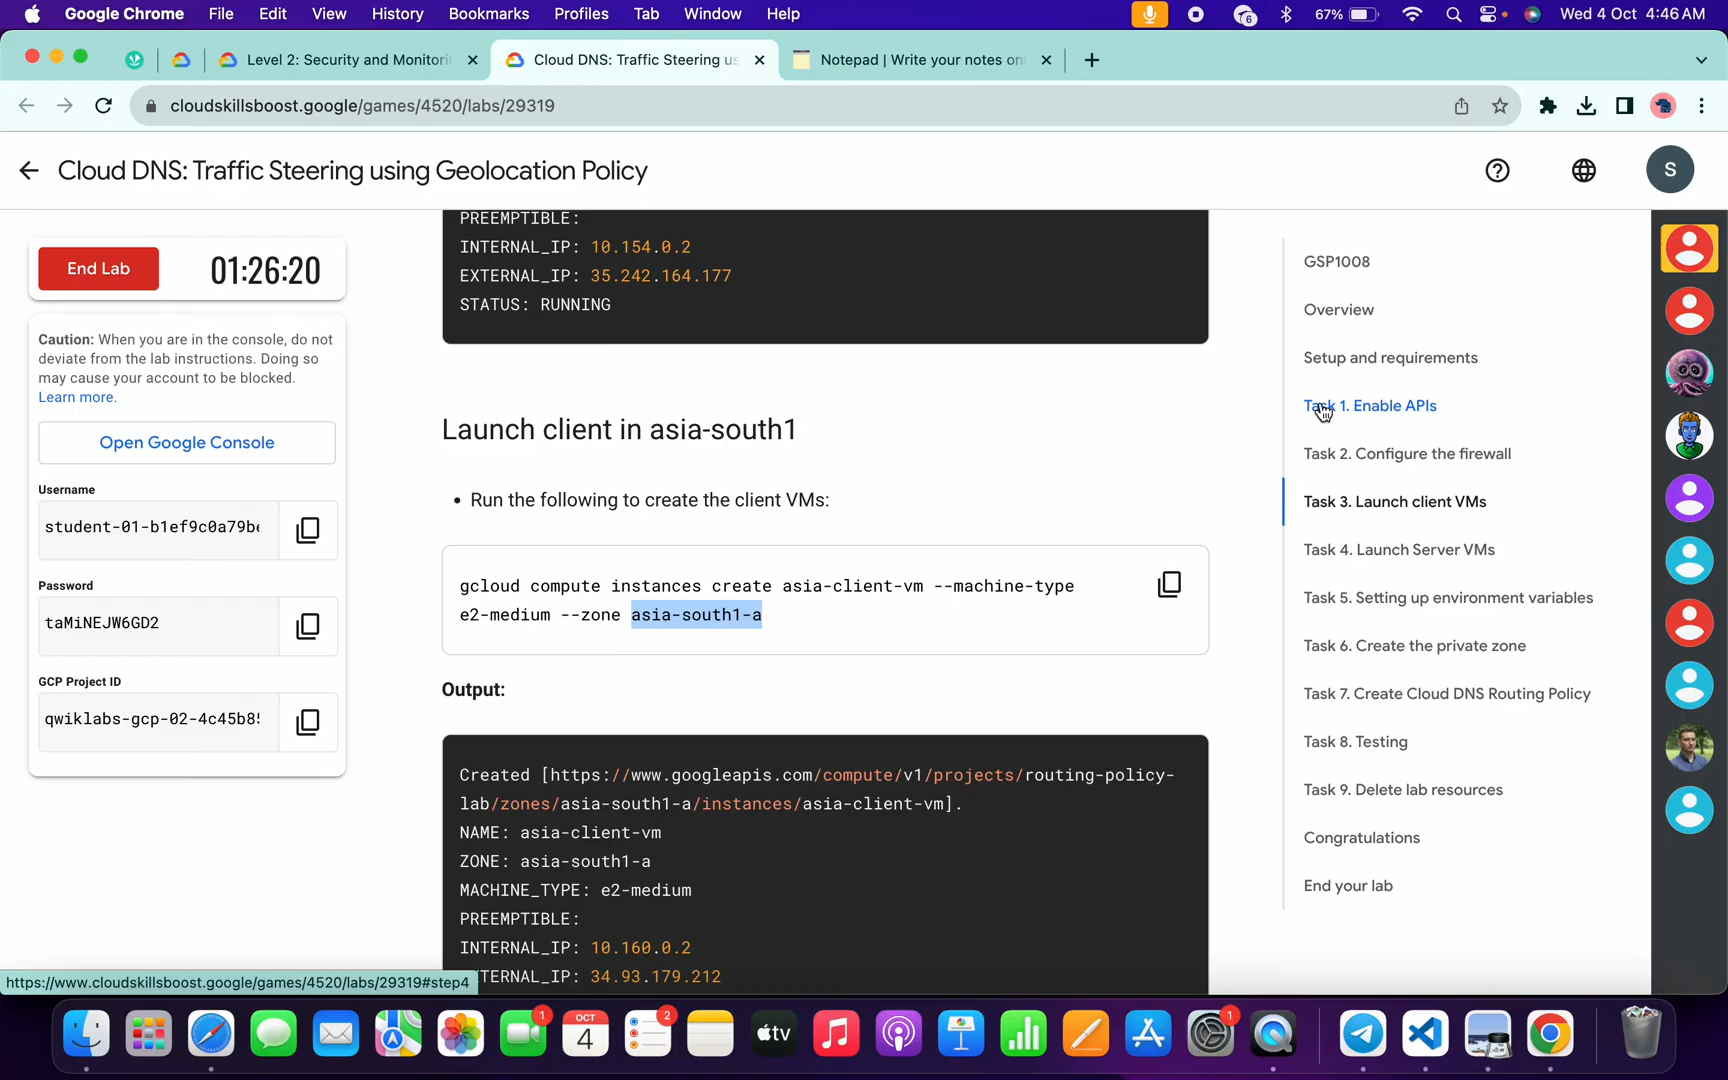 Google Chrome File Edit View History Bookmarks Profiles Tab Window Help 6 67% Wed 4 Oct 4:46 AM
Level 2: Security and Monitori Cloud DNS: Traffic Steering us Notepad | Write your notes onl
cloudskillsboost.google/games/4520/labs/29319
Cloud DNS: Traffic Steering using Geolocation Policy
S
End Lab
01:26:20
Caution: When you are in the console, do not
deviate from the lab instructions. Doing so
may cause your account to be blocked.
Learn more.
Open Google Console
Username
student-01-b1ef9c0a79be
Password
taMiNEJW6GD2
GCP Project ID
qwiklabs-gcp-02-4c45b85
PREEMPTIBLE:
INTERNAL_IP: 10.154.0.2
EXTERNAL_IP: 35.242.164.177
STATUS: RUNNING
Launch client in asia-south1
• Run the following to create the client VMs:
gcloud compute instances create asia-client-vm --machine-type
e2-medium --zone asia-south1-a
Output:
Created [https://www.googleapis.com/compute/v1/projects/routing-policy-
lab/zones/asia-south1-a/instances/asia-client-vm].
NAME: asia-client-vm
ZONE: asia-south1-a
MACHINE_TYPE: e2-medium
PREEMPTIBLE:
INTERNAL_IP: 10.160.0.2
TERNAL_IP: 34.93.179.212
GSP1008
Overview
Setup and requirements
Task 1. Enable APIs
Task 2. Configure the firewall
Task 3. Launch client VMs
Task 4. Launch Server VMs
Task 5. Setting up environment variables
Task 6. Create the private zone
Task 7. Create Cloud DNS Routing Policy
Task 8. Testing
Task 9. Delete lab resources
Congratulations
End your lab
https://www.cloudskillsboost.google/games/4520/labs/29319#step4
1
OCT
4
2
tv
1